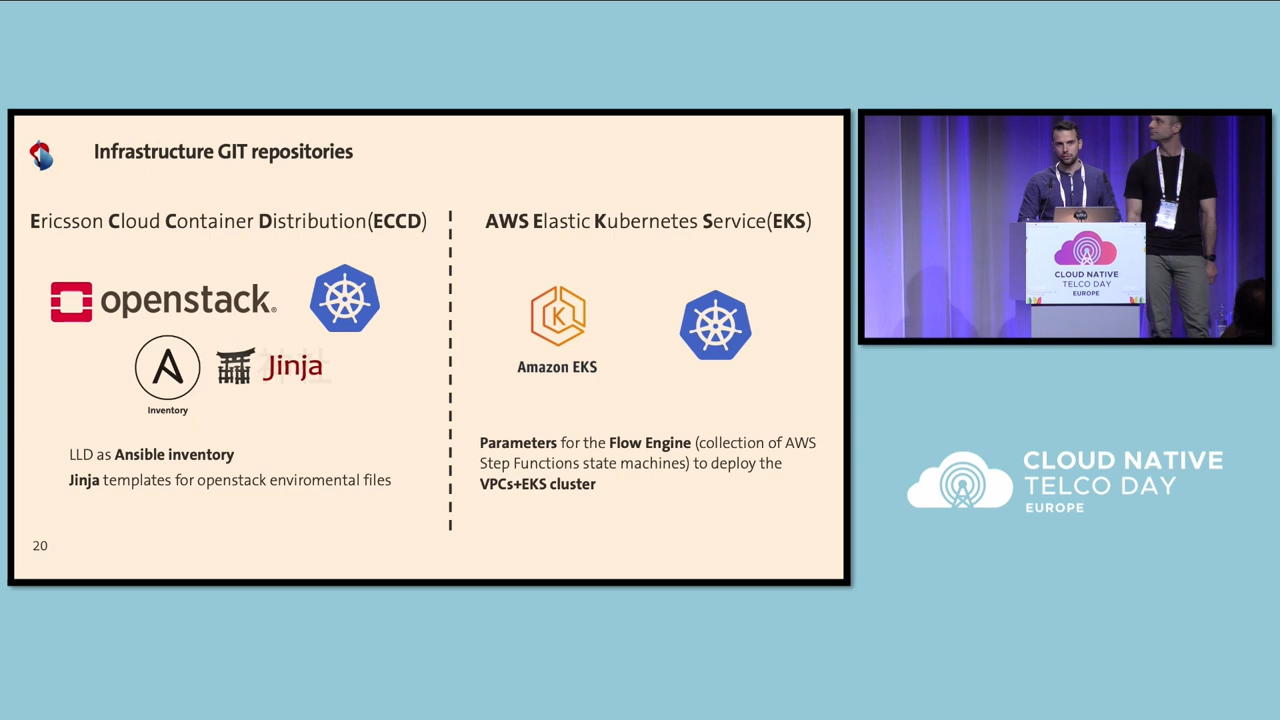 Infrastructure GIT repositories
Ericsson Cloud Container Distribution(ECCD)
openstack.
Jinja
Inventory
LLD as Ansible inventory
Jinja templates for openstack enviromental files
AWS Elastic Kubernetes Service(EKS)
K
Amazon EKS
Parameters for the Flow Engine (collection of AWS
Step Functions state machines) to deploy the
VPCs+EKS cluster
20
CLOUD NATIVE
TELCO DAY
EUROPE
CLOUD NATIVE
TELCO DAY
EUROPE